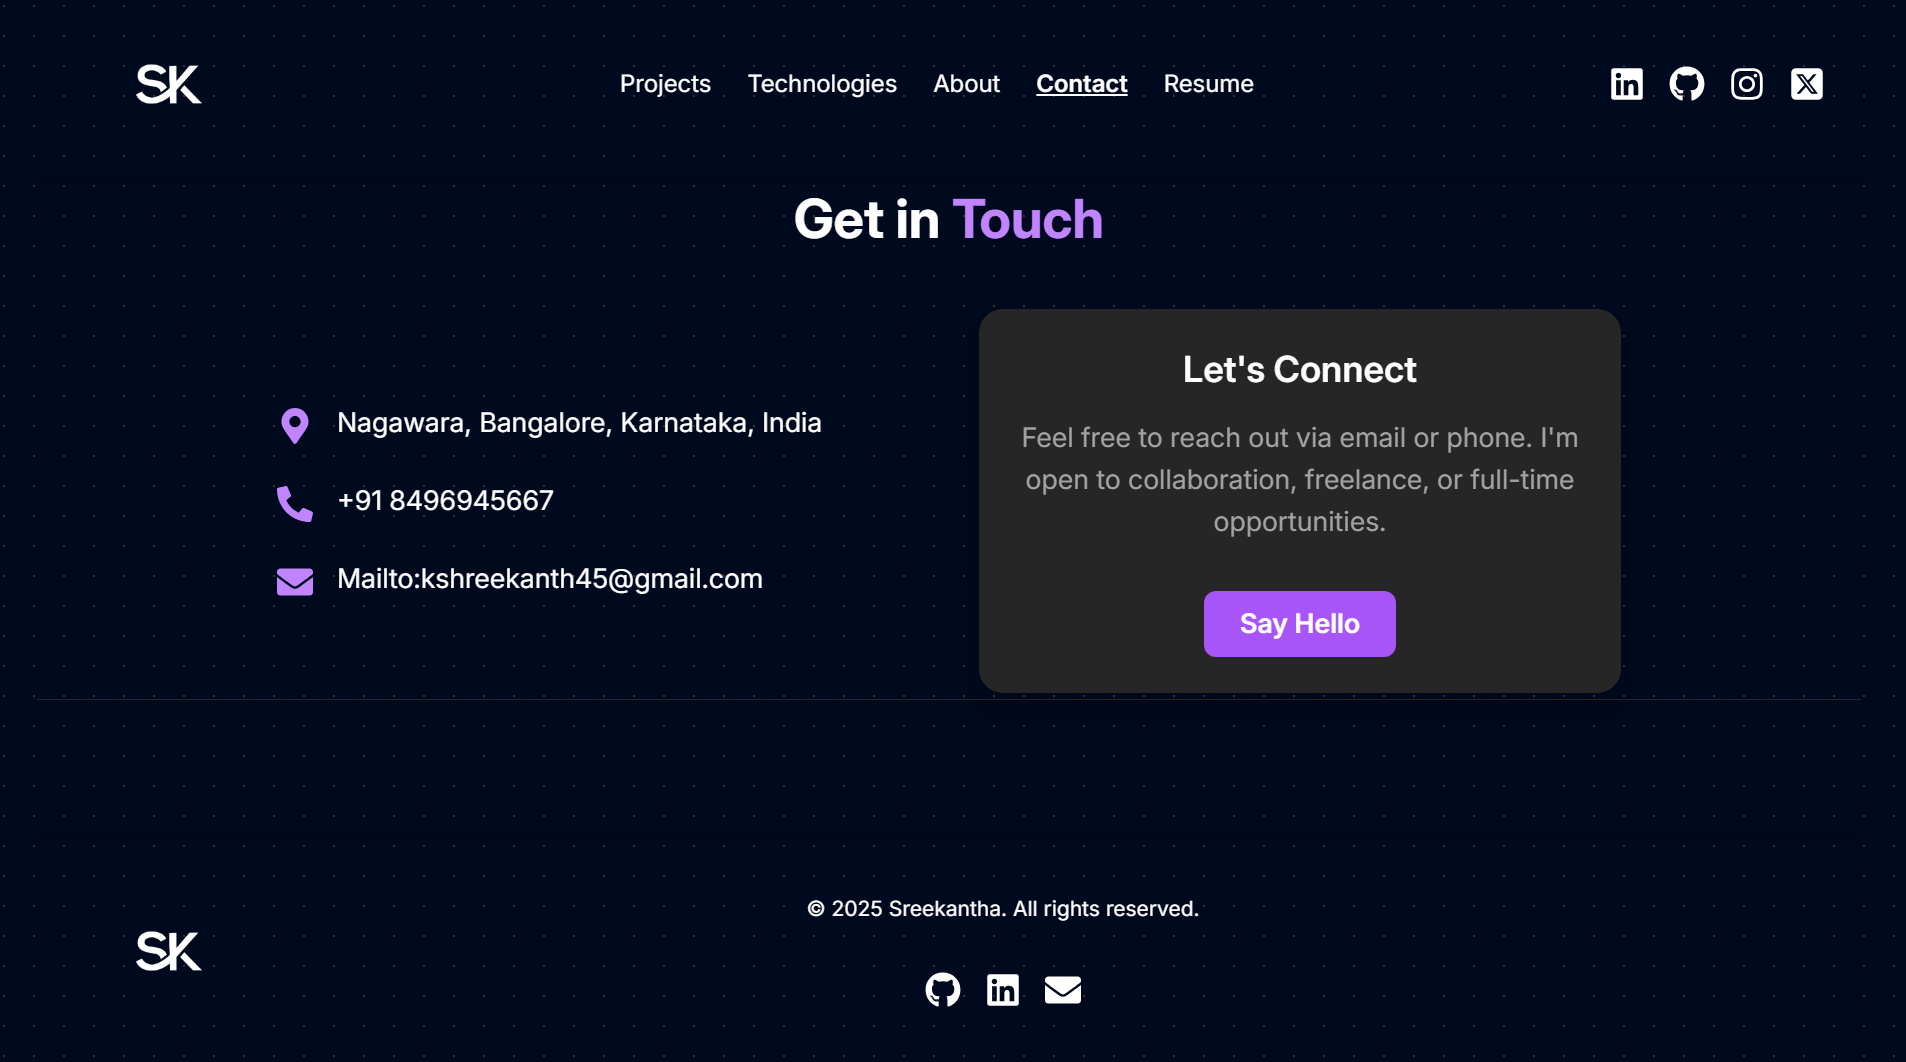 SK
Projects Technologies About Contact Resume
Get in Touch
Nagawara, Bangalore, Karnataka, India
+91 8496945667
Mailto:kshreekanth45@gmail.com
Let's Connect
Feel free to reach out via email or phone. I'm
open to collaboration, freelance, or full-time
opportunities.
Say Hello
© 2025 Sreekantha. All rights reserved.
SK